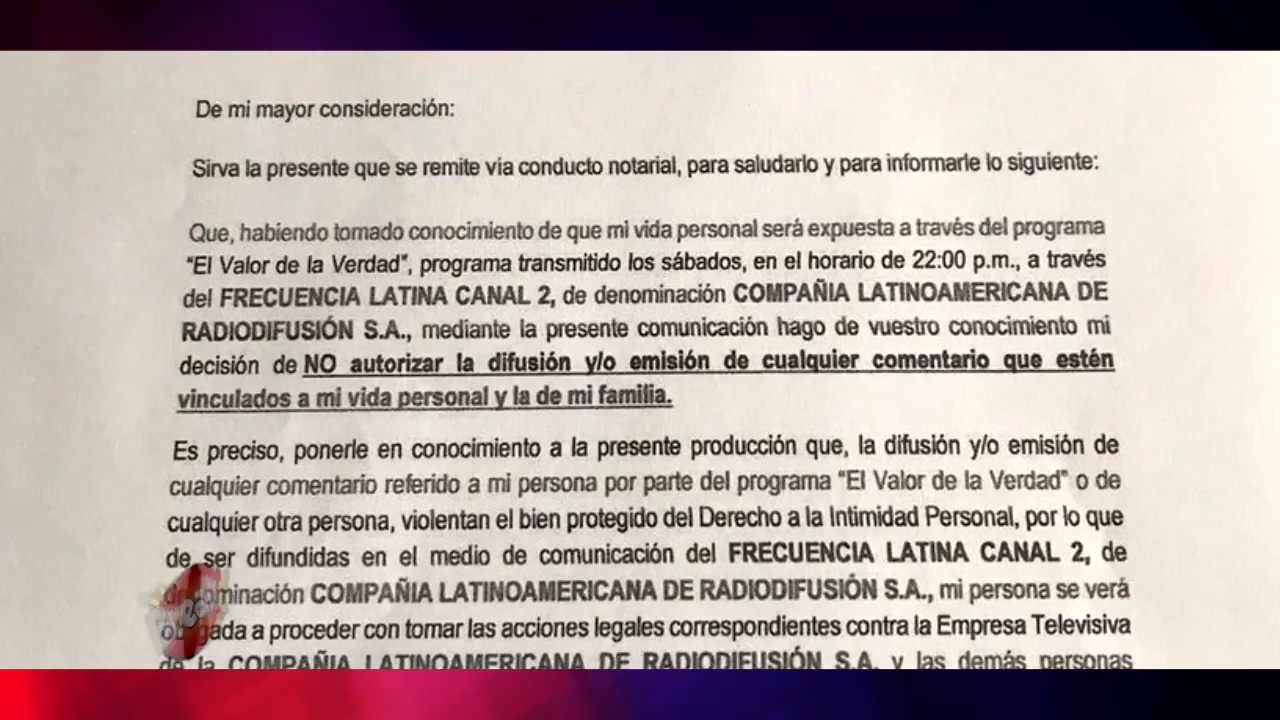 De mi mayor consideración:
Sirva la presente que se remite vía conducto notarial, para saludarlo y para informarle lo siguiente:
Que, habiendo tomado conocimiento de que mi vida personal será expuesta a través del programa
“El Valor de la Verdad”, programa transmitido los sábados, en el horario de 22:00 p.m., a través
del FRECUENCIA LATINA CANAL 2, de denominación COMPAÑIA LATINOAMERICANA DE
RADIODIFUSIÓN S.A., mediante la presente comunicación hago de vuestro conocimiento mi
decisión de NO autorizar la difusión y/o emisión de cualquier comentario que estén
vinculados a mi vida personal y la de mi familia.
Es preciso, ponerle en conocimiento a la presente producción que, la difusión y/o emisión de
cualquier comentario referido a mi persona por parte del programa “El Valor de la Verdad” o de
cualquier otra persona, violentan el bien protegido del Derecho a la Intimidad Personal, por lo que
de ser difundidas en el medio de comunicación del FRECUENCIA LATINA CANAL 2, de
denominación COMPAÑIA LATINOAMERICANA DE RADIODIFUSIÓN S.A., mi persona se verá
obligada a proceder con tomar las acciones legales correspondientes contra la Empresa Televisiva
de la COMPAÑIA LATINOAMERICANA DE RADIODIFUSIÓN S.A. y las demás personas